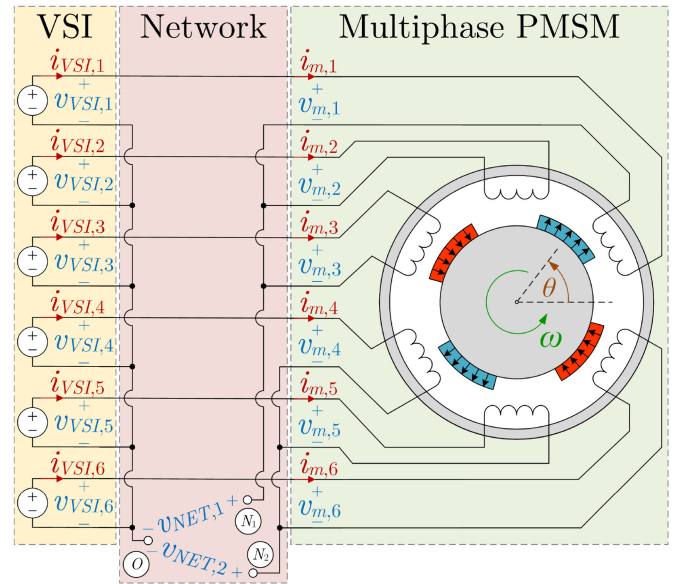 VSI Network Multiphase PMSM
i_{VSI,1} i_{m,1}
+ + +
v_{VSI,1} v_{m,1}
− − −
i_{VSI,2} i_{m,2}
+ + +
v_{VSI,2} v_{m,2}
− − −
i_{VSI,3} i_{m,3}
+ + +
v_{VSI,3} v_{m,3}
− − −
θ
i_{VSI,4} i_{m,4}
+ + +
v_{VSI,4} v_{m,4}
− − −
ω
i_{VSI,5} i_{m,5}
+ + +
v_{VSI,5} v_{m,5}
− − −
i_{VSI,6} i_{m,6}
+ + +
v_{VSI,6} v_{m,6}
− − −
− v_{NET,1} + N_1
− v_{NET,2} + N_2
O